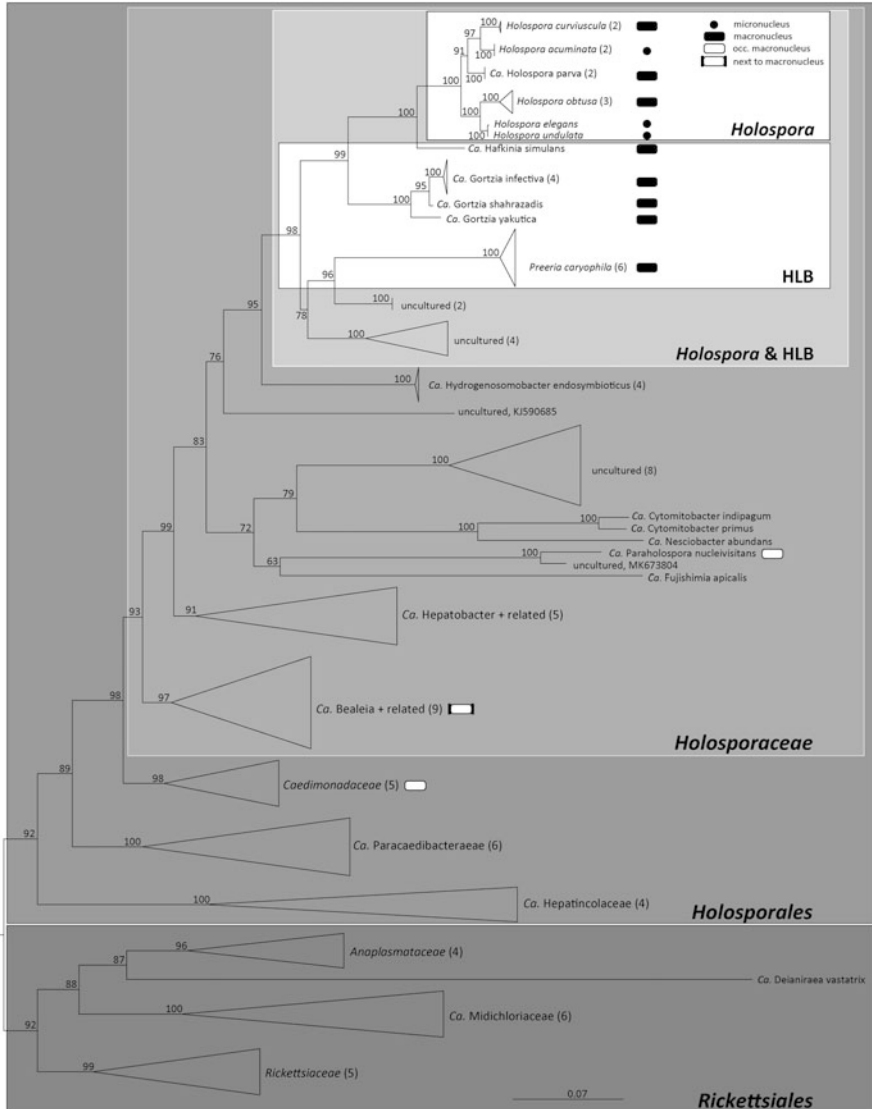 100 Holospora curviuscula (2)
micronucleus
97
macronucleus
91 100 Holospora acuminata (2)
occ. macronucleus
100 Ca. Holospora parva (2)
next to macronucleus
100
100 Holospora obtusa (3)
100
Holospora elegans
100 Holospora undulata
Holospora
100
Ca. Hafkinia simulans
99
100 Ca. Gortzia infectiva (4)
95
Ca. Gortzia shahrazadis
100
Ca. Gortzia yakutica
98
100
Preeria caryophila (6)
96
HLB
100 uncultured (2)
95
78
100 uncultured (4)
Holospora & HLB
76
100 Ca. Hydrogenosomobacter endosymbioticus (4)
uncultured, KJ590685
83
100
uncultured (8)
79
100 Ca. Cytomitobacter indipagum
Ca. Cytomitobacter primus
99
72
100
Ca. Nesciobacter abundans
100 Ca. Paraholospora nucleivisitans
63
uncultured, MK673804
Ca. Fujishimia apicalis
93
91 Ca. Hepatobacter + related (5)
98
97 Ca. Bealeia + related (9)
Holosporaceae
89
98 Caedimonadaceae (5)
92
100 Ca. Paracaedibacteraeae (6)
100 Ca. Hepatincolaceae (4)
Holosporales
96 Anaplasmataceae (4)
87
Ca. Deianiraea vastatrix
88
100 Ca. Midichloriaceae (6)
92
99 Rickettsiaceae (5)
0.07
Rickettsiales